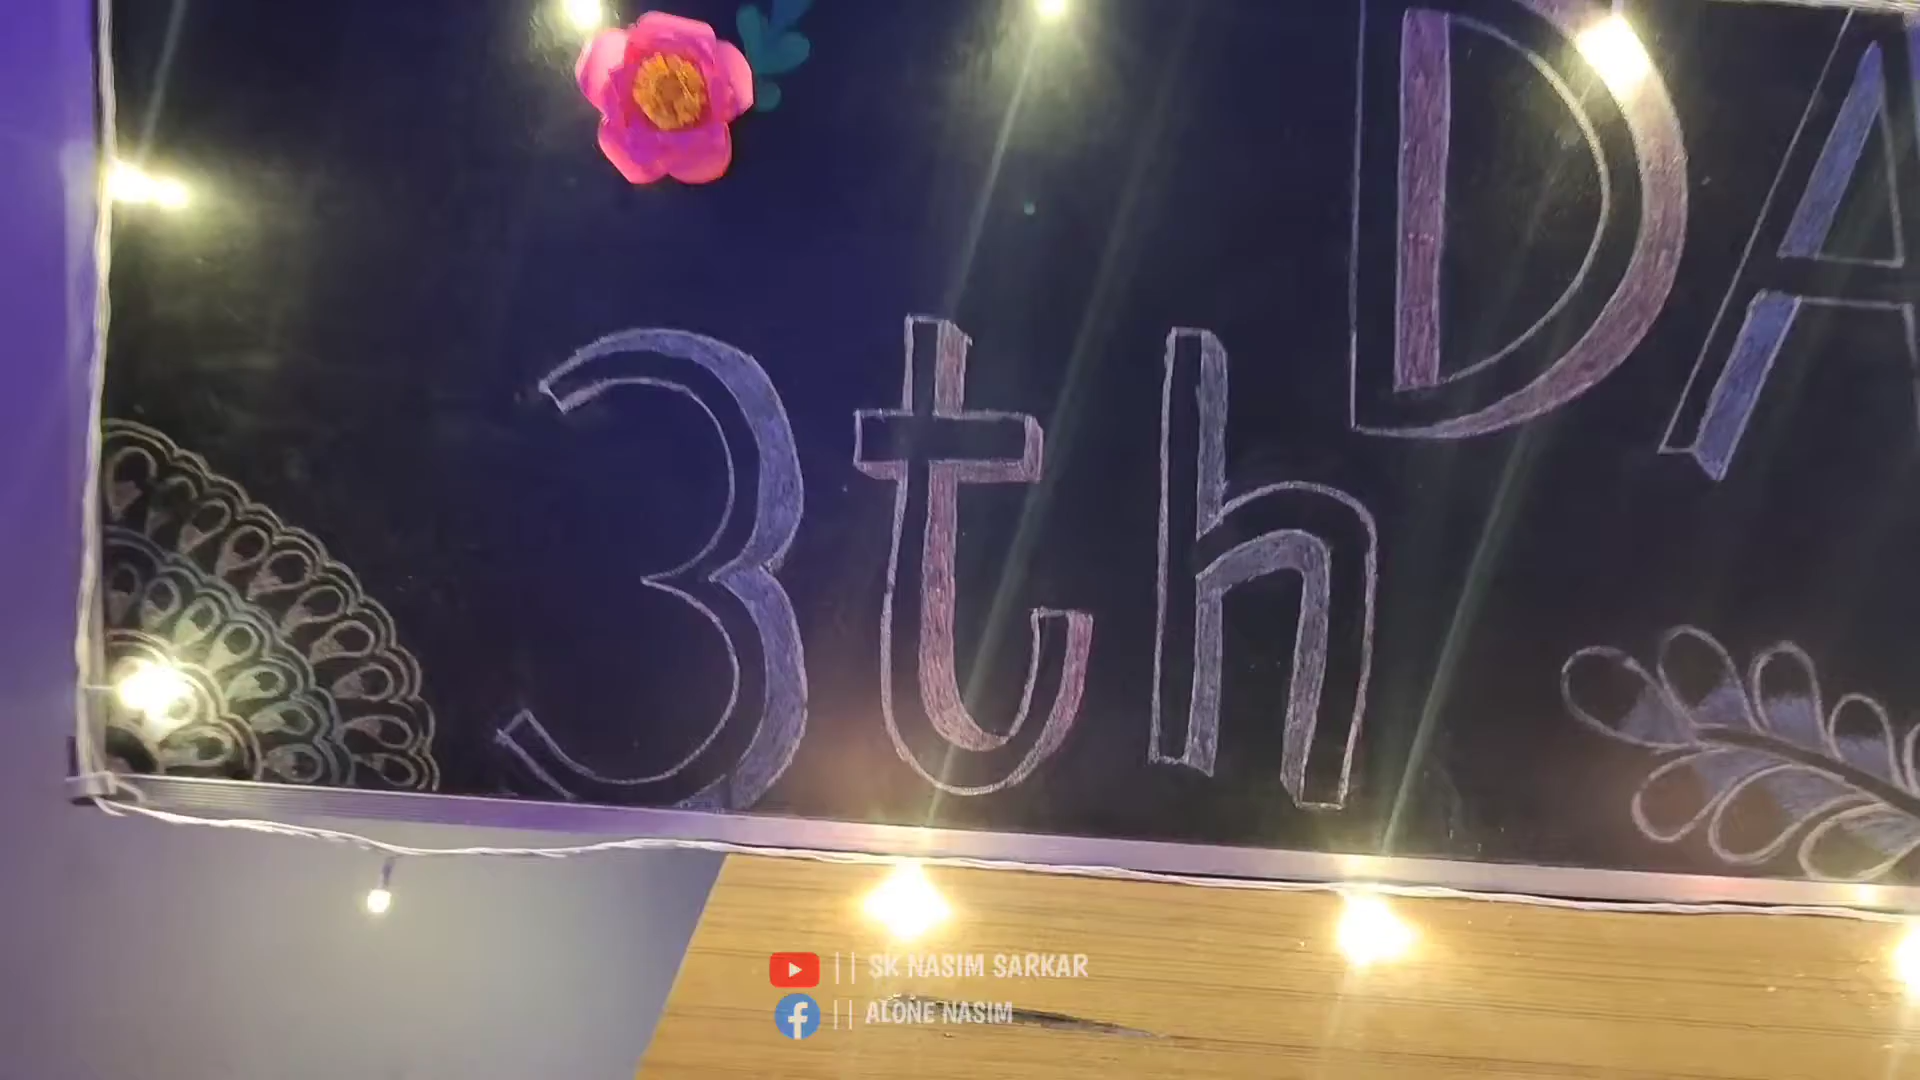 DA
3th
|| SK NASIM SARKAR
|| ALONE NASIM